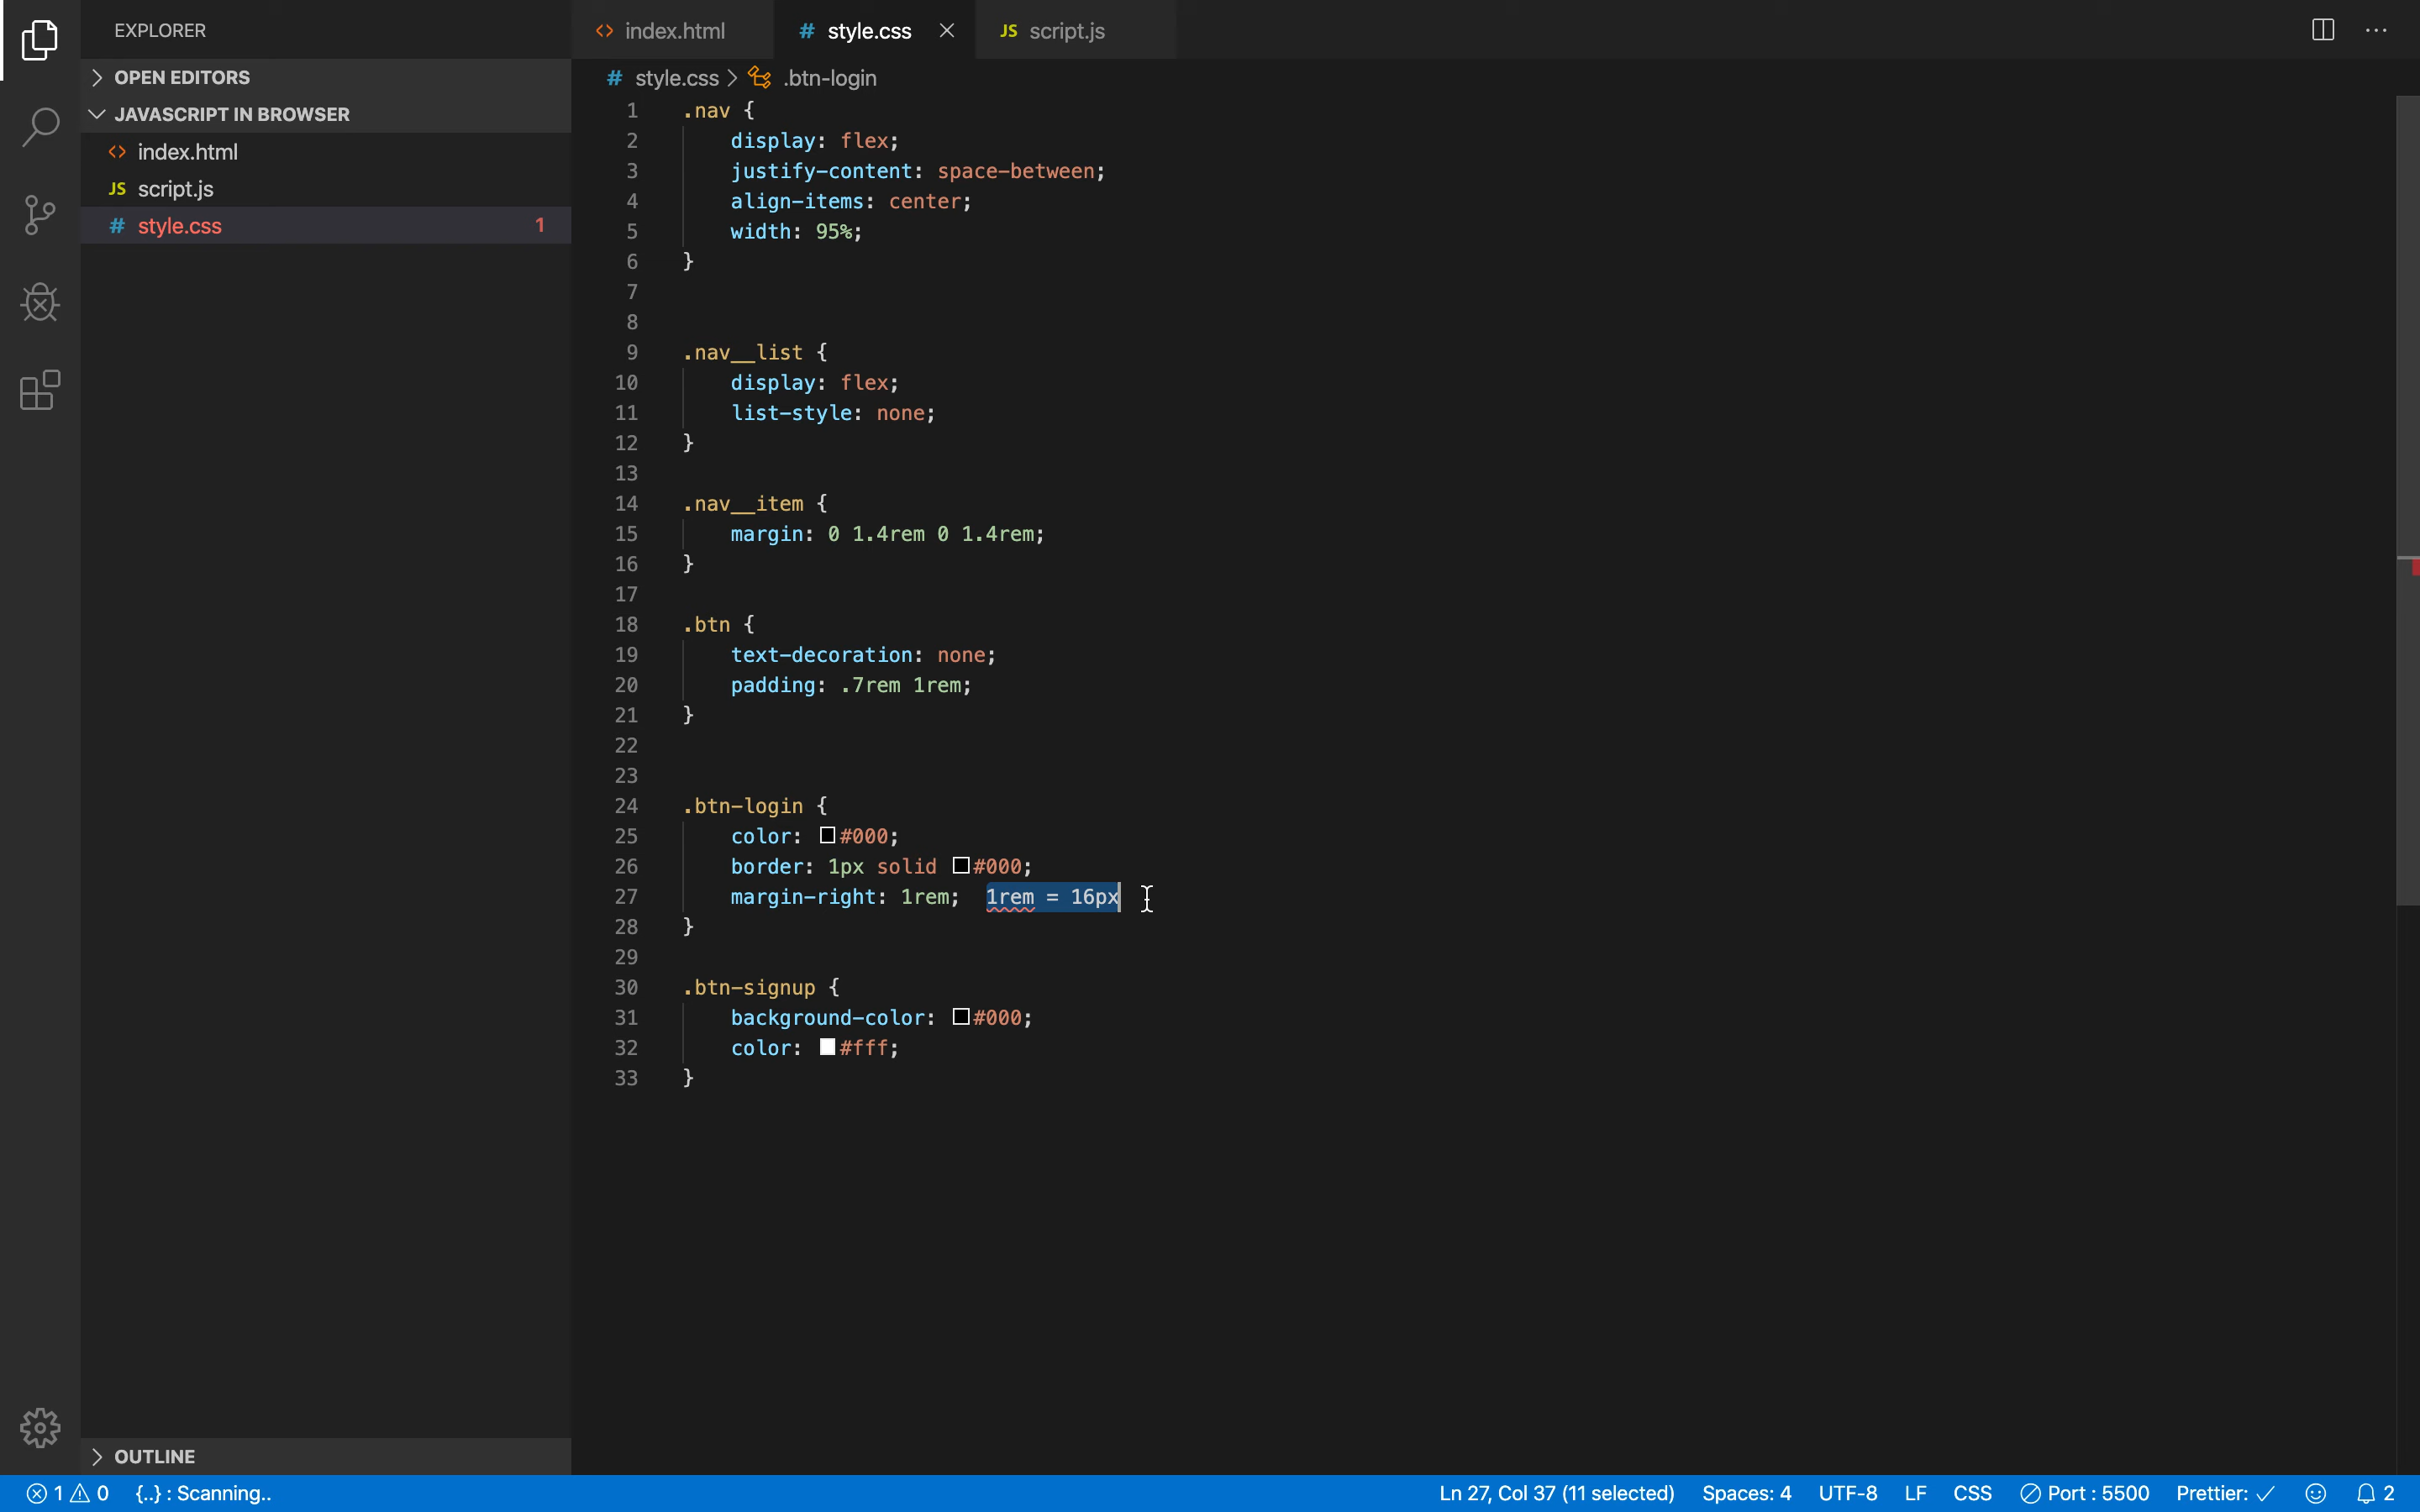 EXPLORER
OPEN EDITORS
JAVASCRIPT IN BROWSER
<> index.html
JS script.js
# style.css 1
OUTLINE
<> index.html # style.css JS script.js
# style.css > .btn-login
1 .nav {
2     display: flex;
3     justify-content: space-between;
4     align-items: center;
5     width: 95%;
6 }
7
8
9 .nav__list {
10     display: flex;
11     list-style: none;
12 }
13
14 .nav__item {
15     margin: 0 1.4rem 0 1.4rem;
16 }
17
18 .btn {
19     text-decoration: none;
20     padding: .7rem 1rem;
21 }
22
23
24 .btn-login {
25     color: #000;
26     border: 1px solid #000;
27     margin-right: 1rem;  1rem = 16px
28 }
29
30 .btn-signup {
31     background-color: #000;
32     color: #fff;
33 }
1 0 {..} : Scanning.. Ln 27, Col 37 (11 selected) Spaces: 4 UTF-8 LF CSS Port : 5500 Prettier: ✓ 2